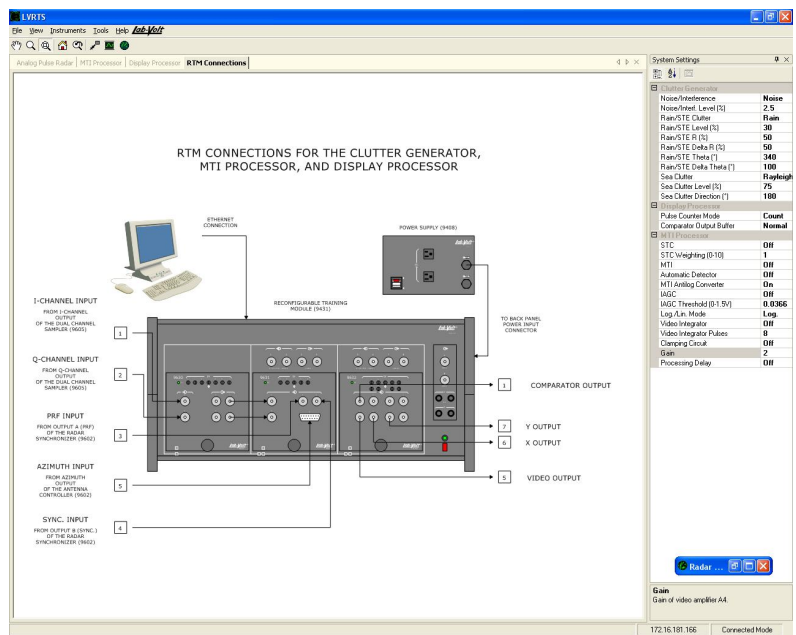 LVRTS
File View Instruments Tools Help Lab-Volt
Analog Pulse Radar MTI Processor Display Processor RTM Connections
RTM CONNECTIONS FOR THE CLUTTER GENERATOR,
MTI PROCESSOR, AND DISPLAY PROCESSOR
ETHERNET
CONNECTION
POWER SUPPLY (9408)
Lab-Volt
RECONFIGURABLE TRAINING
MODULE (9431)
TO BACK PANEL
POWER INPUT
CONNECTOR
Lab-Volt
I-CHANNEL INPUT
FROM I-CHANNEL
OUTPUT
OF THE DUAL CHANNEL
SAMPLER (9605)
1
Q-CHANNEL INPUT
FROM Q-CHANNEL
OUTPUT
OF THE DUAL CHANNEL
SAMPLER (9605)
2
PRF INPUT
FROM OUTPUT A (PRF)
OF THE RADAR
SYNCHRONIZER (9602)
3
AZIMUTH INPUT
FROM AZIMUTH
OUTPUT
OF THE ANTENNA
CONTROLLER (9602)
5
SYNC. INPUT
FROM OUTPUT B (SYNC.)
OF THE RADAR
SYNCHRONIZER (9602)
4
1 COMPARATOR OUTPUT
7 Y OUTPUT
6 X OUTPUT
5 VIDEO OUTPUT
System Settings
Clutter Generator
Noise/Interference Noise
Noise/Interf. Level (%) 2.5
Rain/STE Clutter Rain
Rain/STE Level (%) 30
Rain/STE R (%) 50
Rain/STE Delta R (%) 50
Rain/STE Theta (°) 340
Rain/STE Delta Theta (°) 100
Sea Clutter Rayleigh
Sea Clutter Level (%) 75
Sea Clutter Direction (°) 180
Display Processor
Pulse Counter Mode Count
Comparator Output Buffer Normal
MTI Processor
STC Off
STC Weighting (0-10) 1
MTI Off
Automatic Detector Off
MTI Antilog Converter On
IAGC Off
IAGC Threshold (0-1.5V) 0.0366
Log./Lin. Mode Log.
Video Integrator Off
Video Integrator Pulses 8
Clamping Circuit Off
Gain 2
Processing Delay Off
Radar ...
Gain
Gain of video amplifier A4.
172.16.181.166 Connected Mode